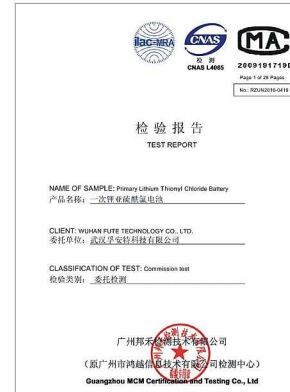 ilac-MRA
CNAS
检 测
CNAS L4085
MA
2009191719D
Page 1 of 28 Pages
No.: RZUN2010-0419
检 验 报 告
TEST REPORT
NAME OF SAMPLE: Primary Lithium Thionyl Chloride Battery
产品名称: 一次锂亚硫酰氯电池
CLIENT: WUHAN FUTE TECHNOLOGY CO., LTD.
委托单位: 武汉孚安特科技有限公司
CLASSIFICATION OF TEST: Commission test
检验类别: 委托检测
广州邦禾检测技术有限公司
(原广州市鸿越信息技术有限公司检测中心)
Guangzhou MCM Certification and Testing Co., Ltd